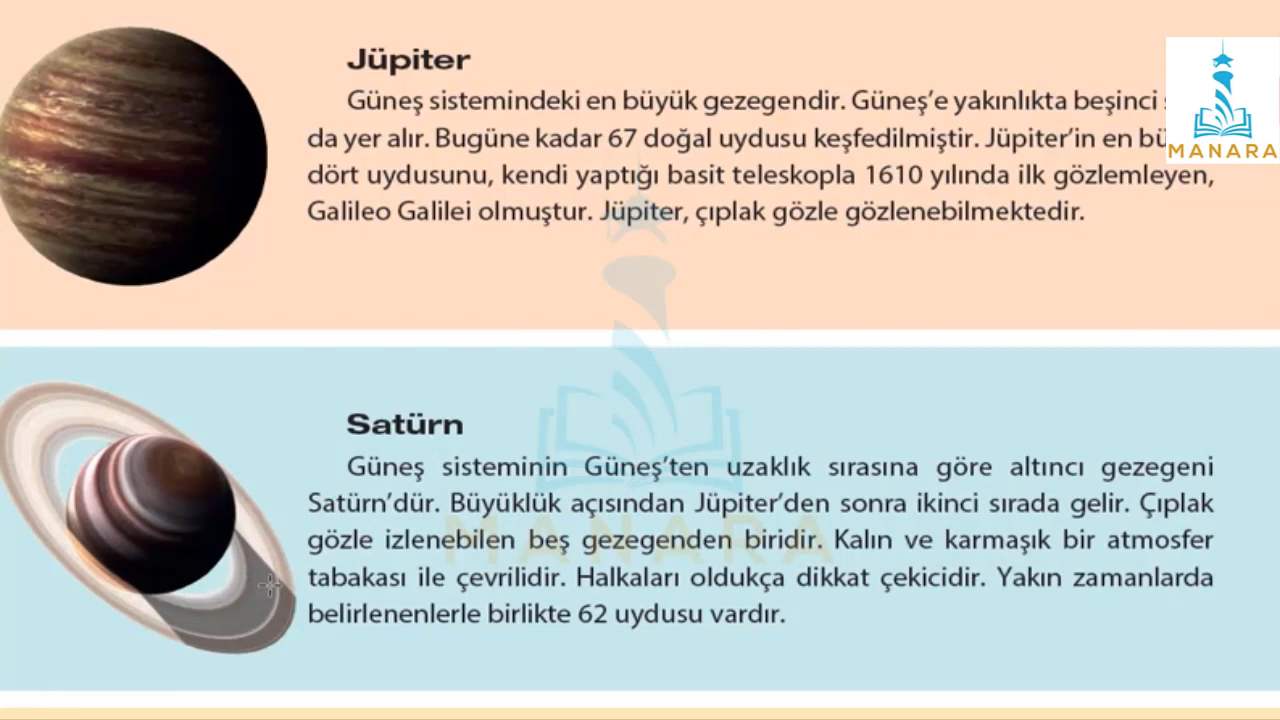 Jüpiter
Güneş sistemindeki en büyük gezegendir. Güneş'e yakınlıkta beşinci
MANARA
da yer alır. Bugüne kadar 67 doğal uydusu keşfedilmiştir. Jüpiter'in en
dört uydusunu, kendi yaptığı basit teleskopla 1610 yılında ilk gözlemleyen,
Galileo Galilei olmuştur. Jüpiter, çıplak gözle gözlenebilmektedir.
Satürn
Güneş sisteminin Güneş'ten uzaklık sırasına göre altıncı gezegeni
Satürn'dür. Büyüklük açısından Jüpiter'den sonra ikinci sırada gelir. Çıplak
gözle izlenebilen beş gezegenden biridir. Kalın ve karmaşık bir atmosfer
MANARA
tabakası ile çevrilidir. Halkaları oldukça dikkat çekicidir. Yakın zamanlarda
belirlenenlerle birlikte 62 uydusu vardır.